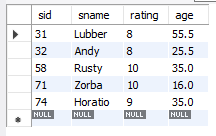 sid sname rating age
31 Lubber 8 55.5
32 Andy 8 25.5
58 Rusty 10 35.0
71 Zorba 10 16.0
74 Horatio 9 35.0
NULL NULL NULL NULL